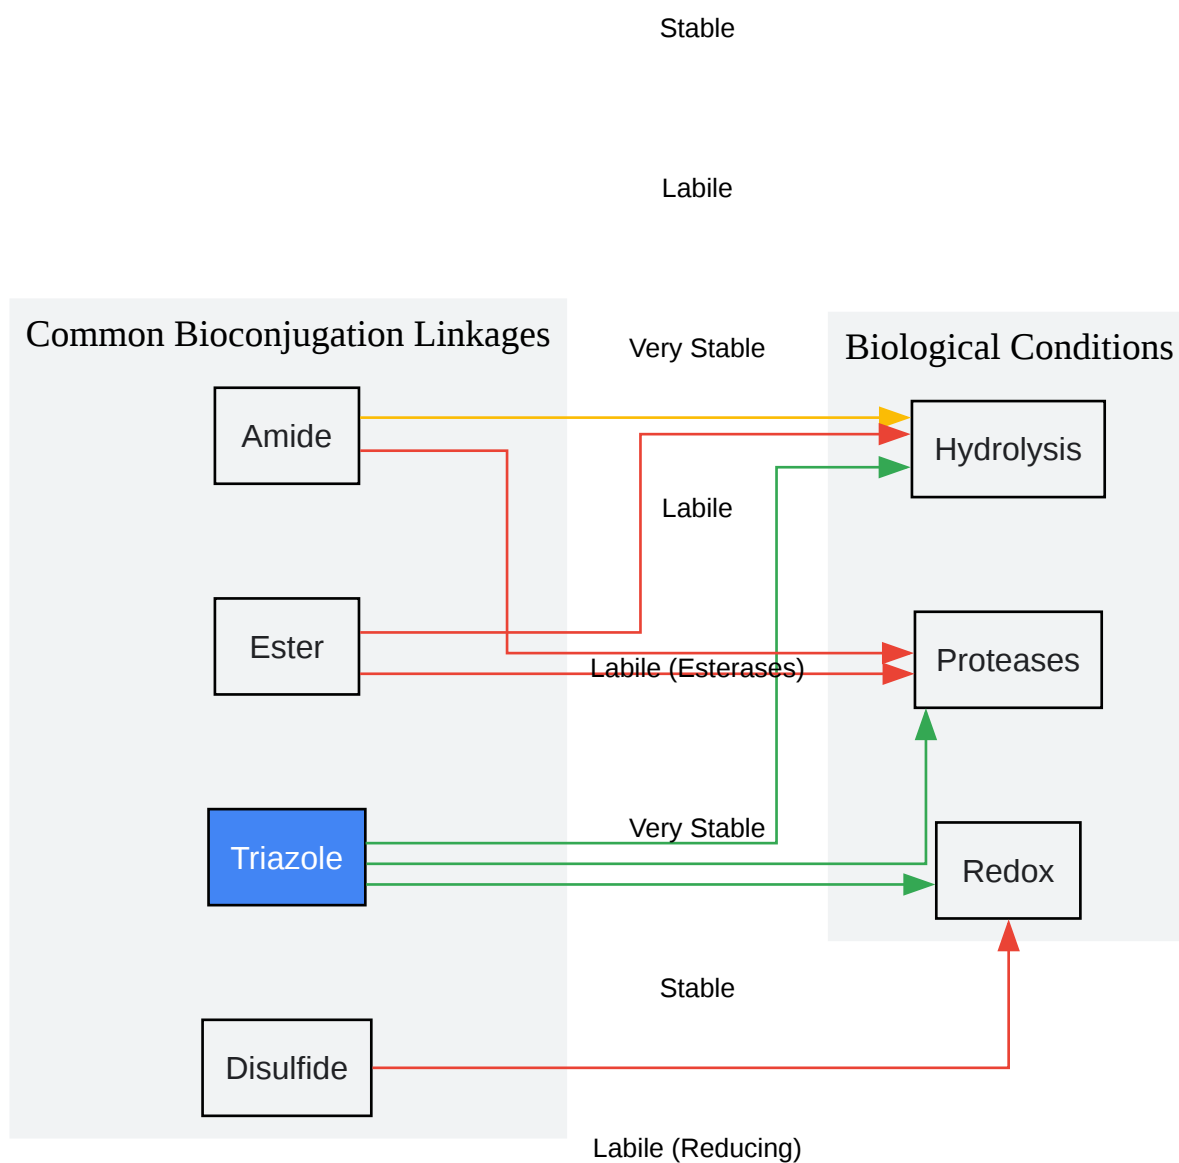 Stable
Labile
Common Bioconjugation Linkages
Very Stable
Biological Conditions
Amide
Hydrolysis
Labile
Ester
Proteases
Labile (Esterases)
Very Stable
Triazole
Redox
Stable
Disulfide
Labile (Reducing)